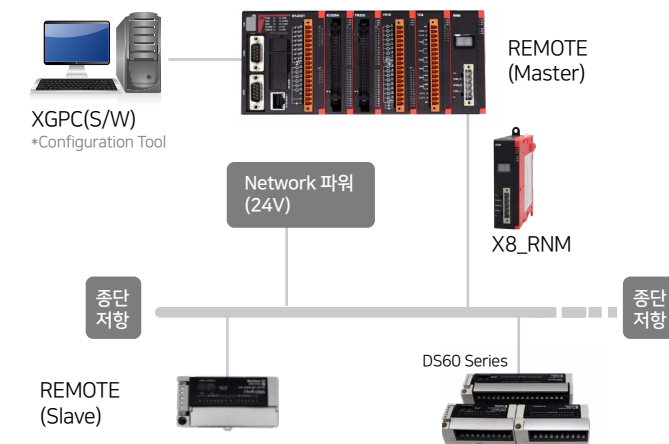 REMOTE
(Master)
XGPC(S/W)
*Configuration Tool
Network 파워
(24V)
X8_RNM
종단
저항
종단
저항
DS60 Series
REMOTE
(Slave)